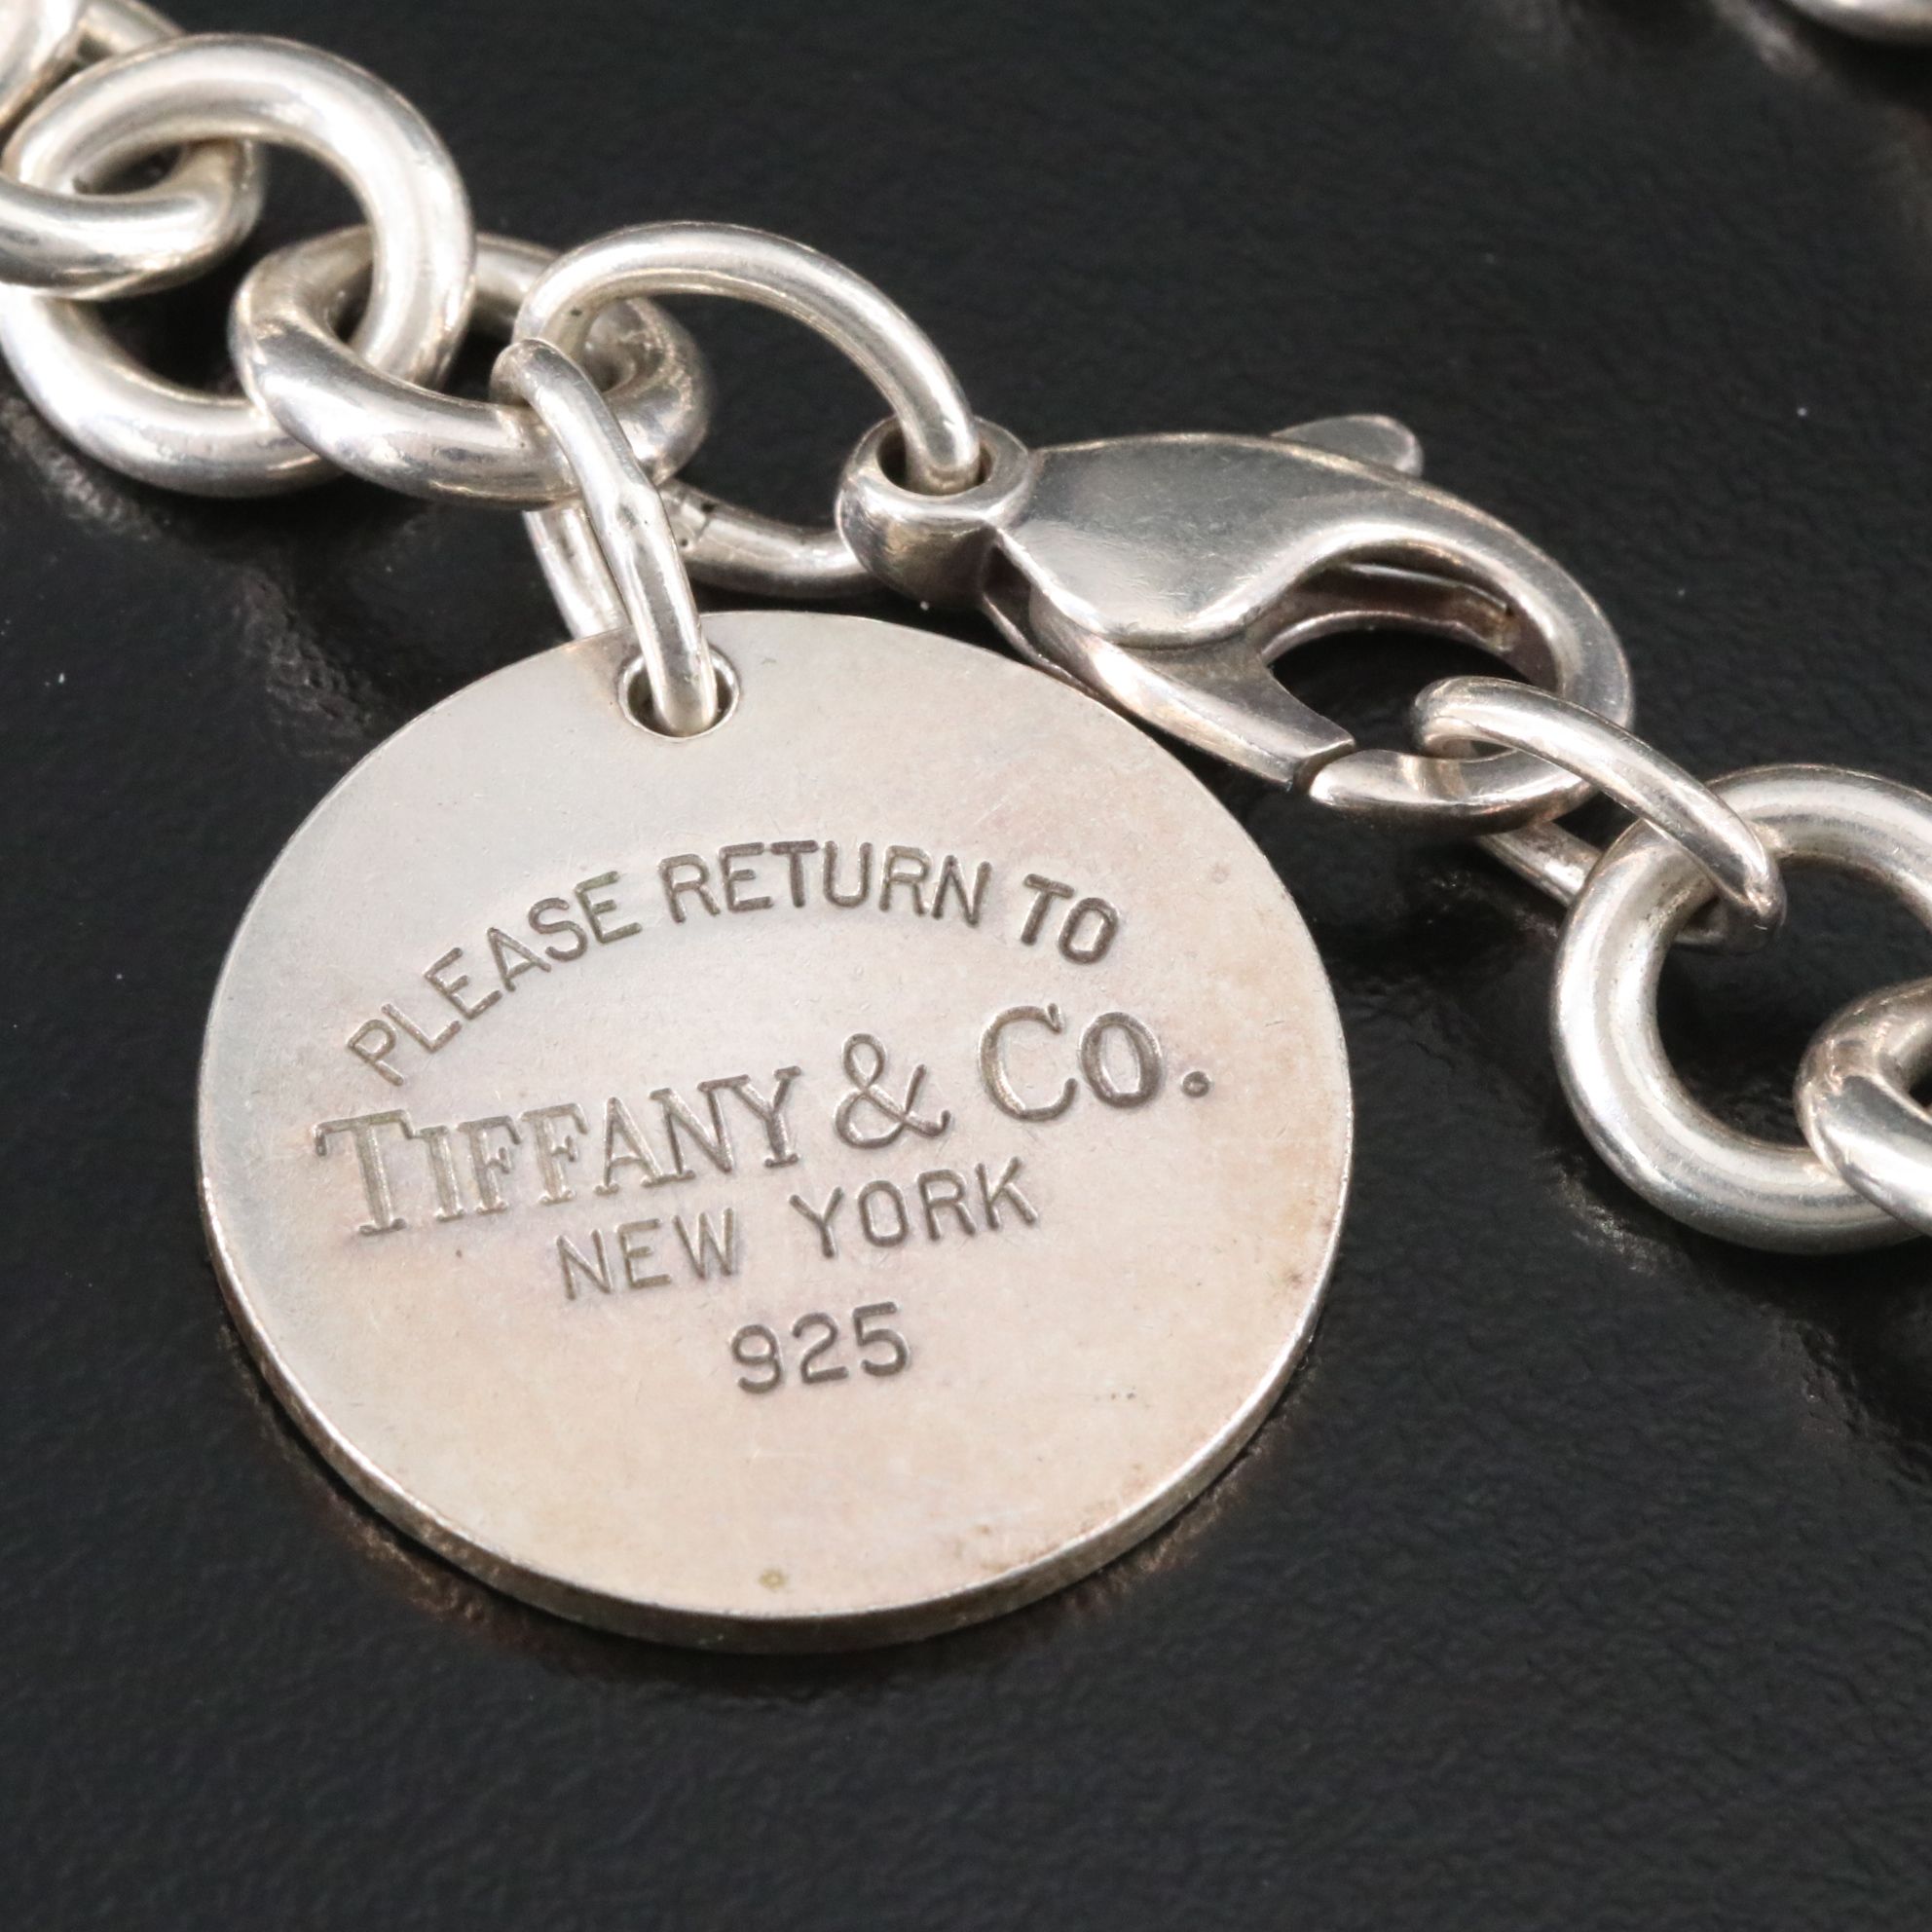 PLEASE RETURN TO
TIFFANY & CO.
NEW YORK
925